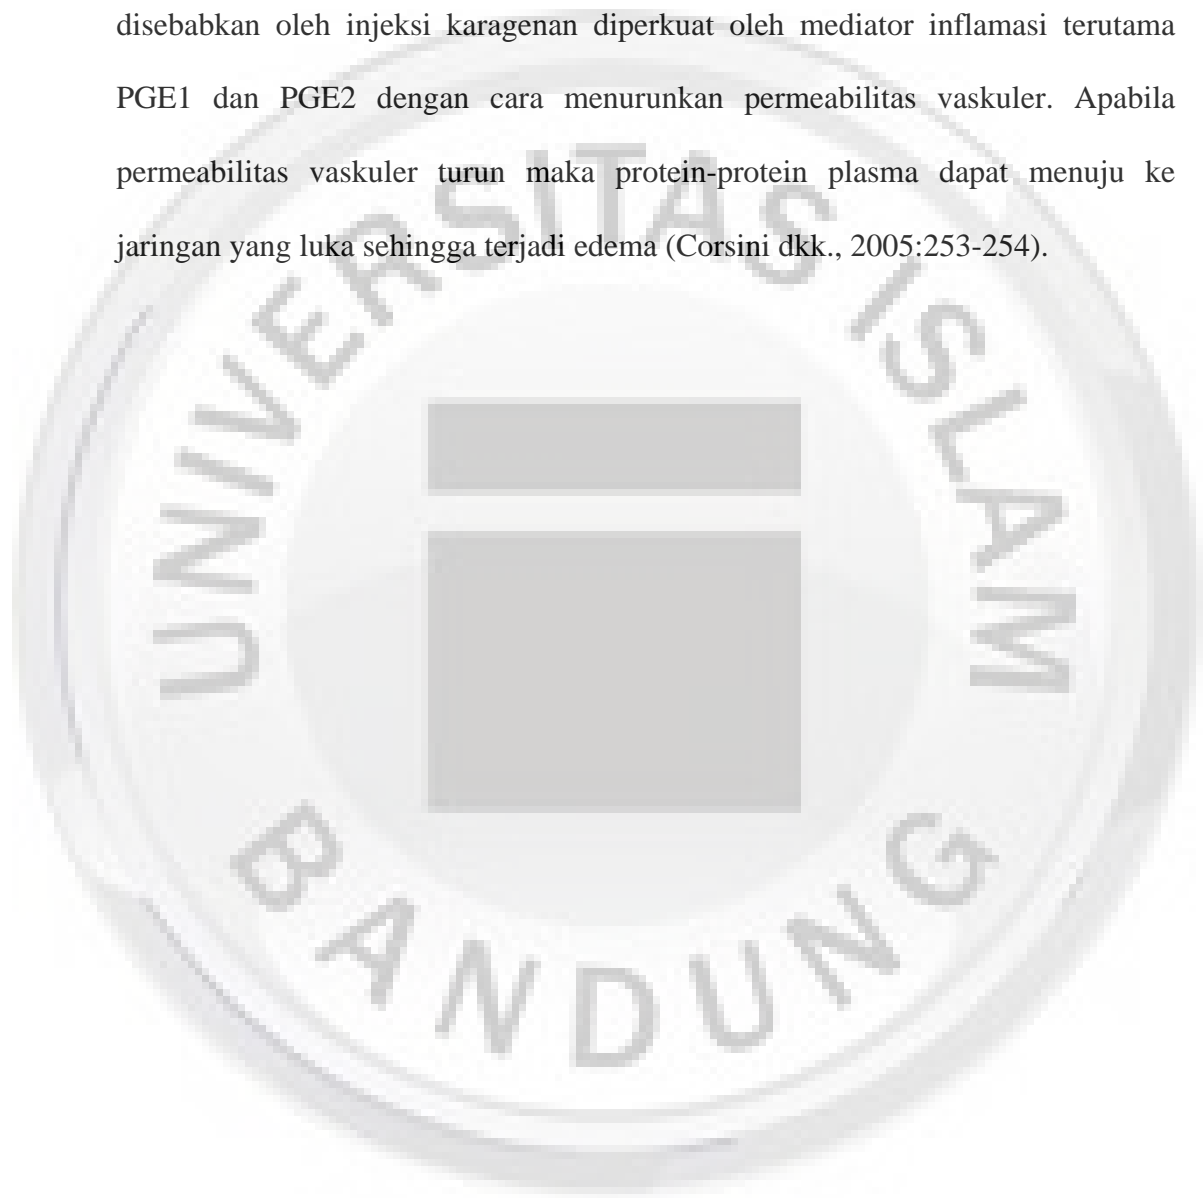 disebabkan oleh injeksi karagenan diperkuat oleh mediator inflamasi terutama
PGE1 dan PGE2 dengan cara menurunkan permeabilitas vaskuler. Apabila
permeabilitas vaskuler turun maka protein-protein plasma dapat menuju ke
jaringan yang luka sehingga terjadi edema (Corsini dkk., 2005:253-254).
UNIVERSITAS ISLAM
BANDUNG